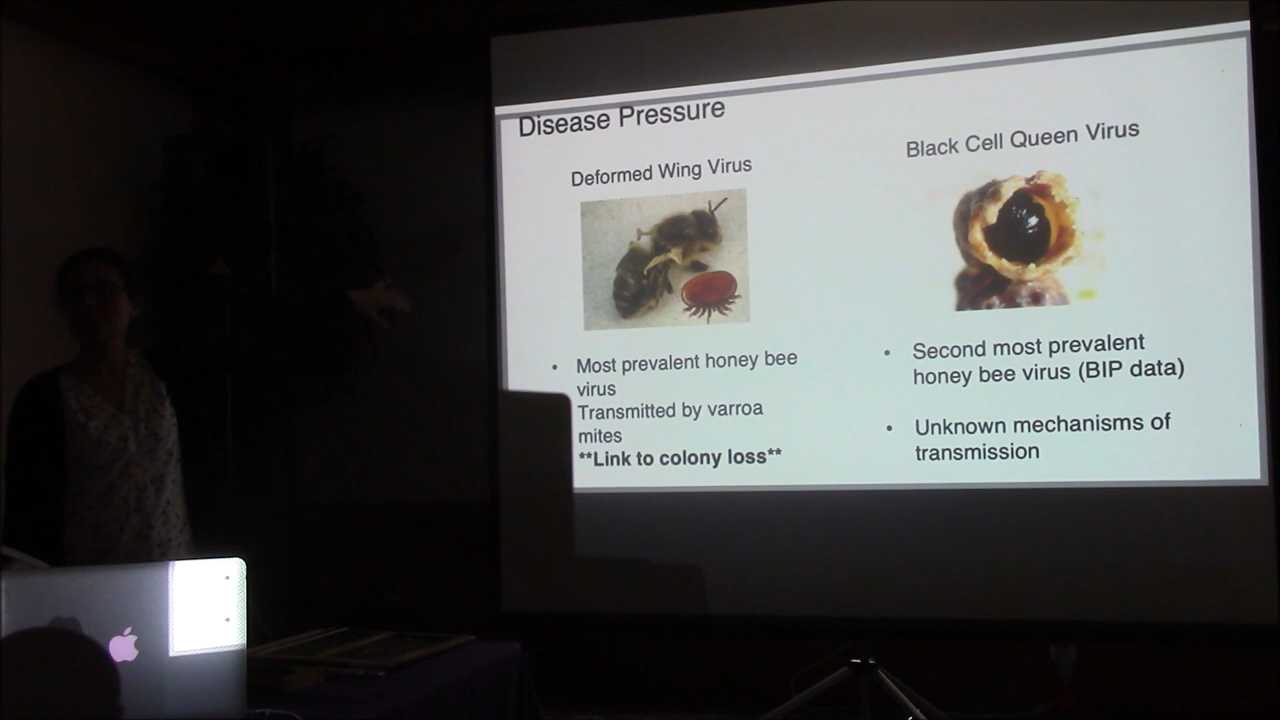 Disease Pressure
Deformed Wing Virus
Most prevalent honey bee
virus
Transmitted by varroa
mites
**Link to colony loss**
Black Cell Queen Virus
Second most prevalent
honey bee virus (BIP data)
Unknown mechanisms of
transmission